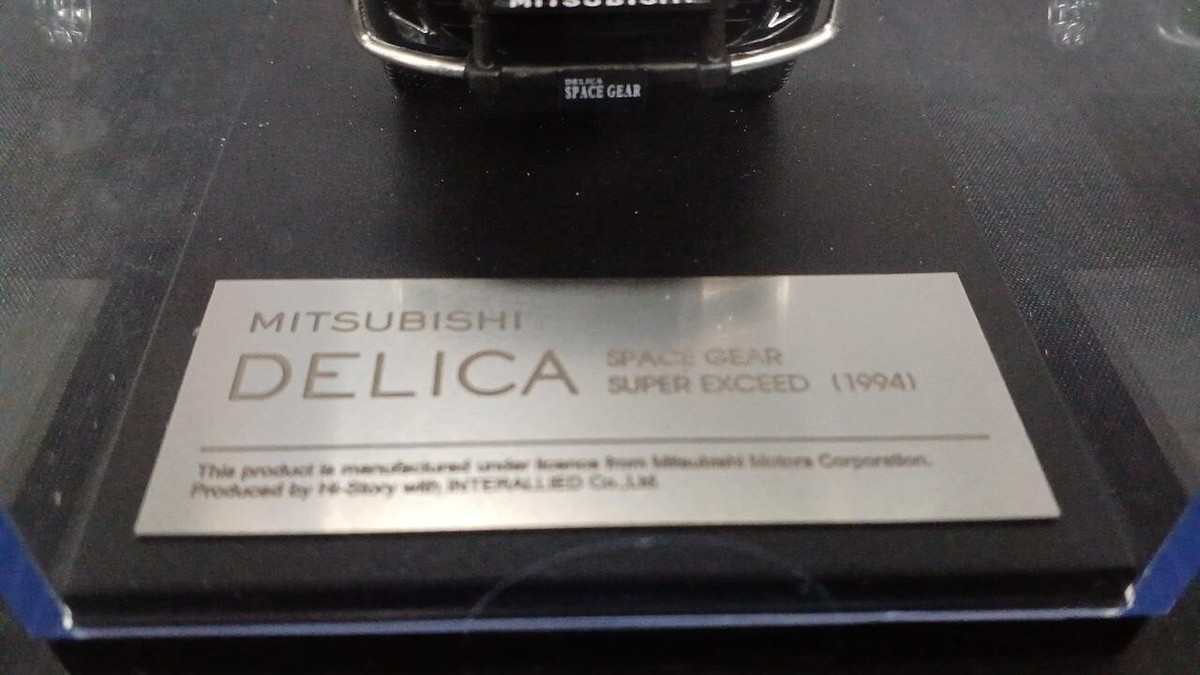 MITSUBISHI
DELICA
SPACE GEAR
MITSUBISHI
DELICA SPACE GEAR
SUPER EXCEED (1994)
This product is manufactured under licence from Mitsubishi Motors Corporation.
Produced by Hi-Story with INTERALLIED Co.,Ltd.